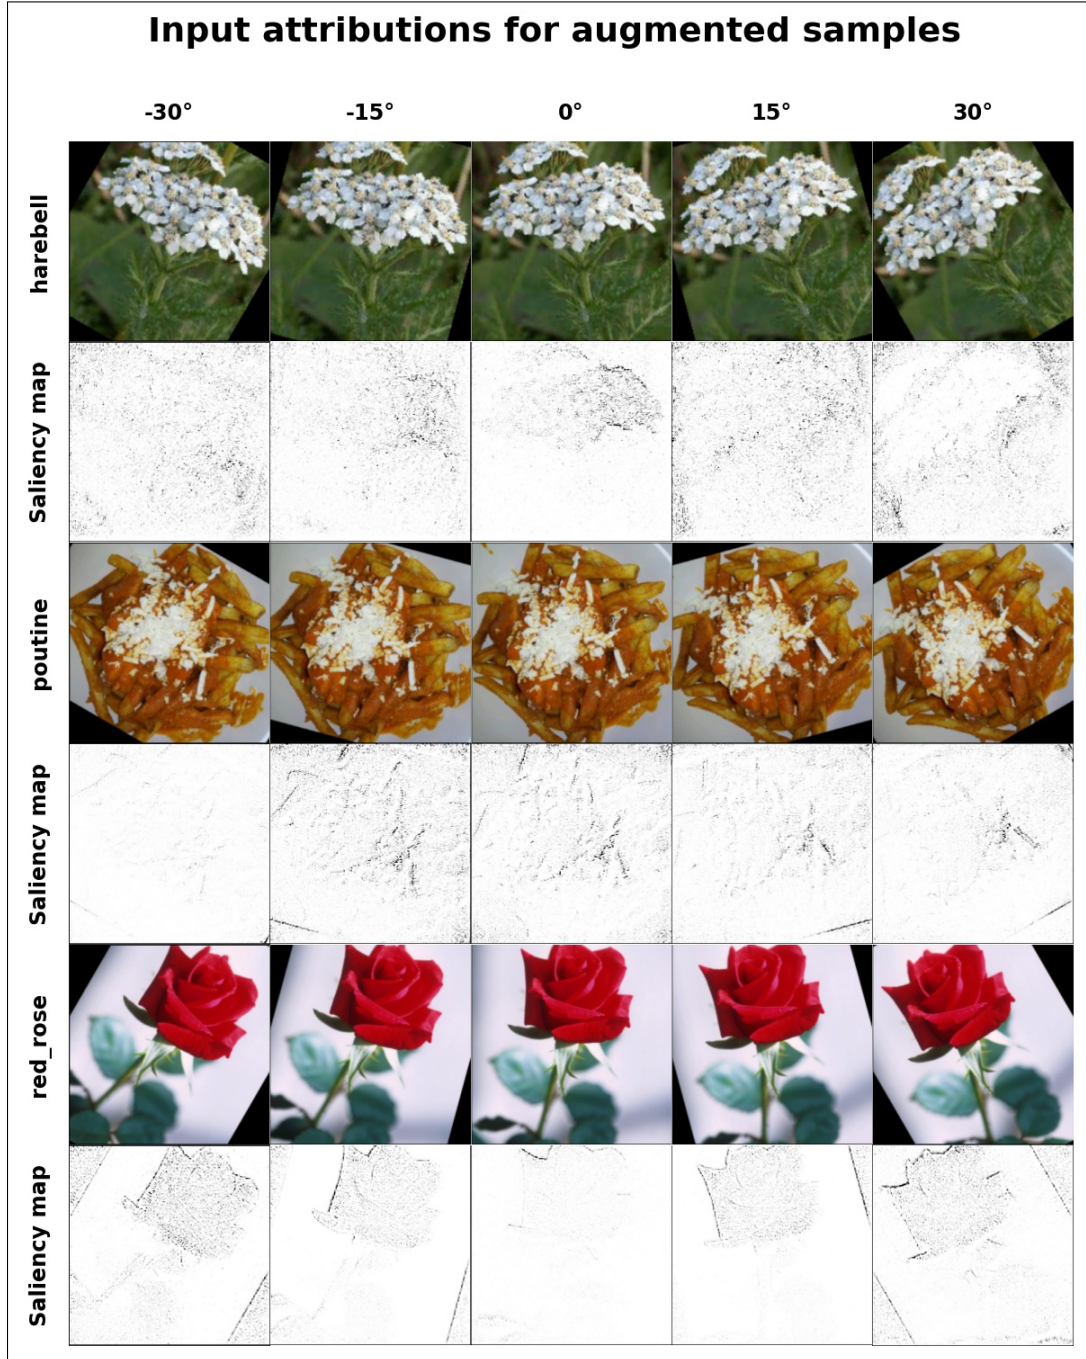 Input attributions for augmented samples
-30° -15° 0° 15° 30°
harebell
Saliency map
poutine
Saliency map
red_rose
Saliency map